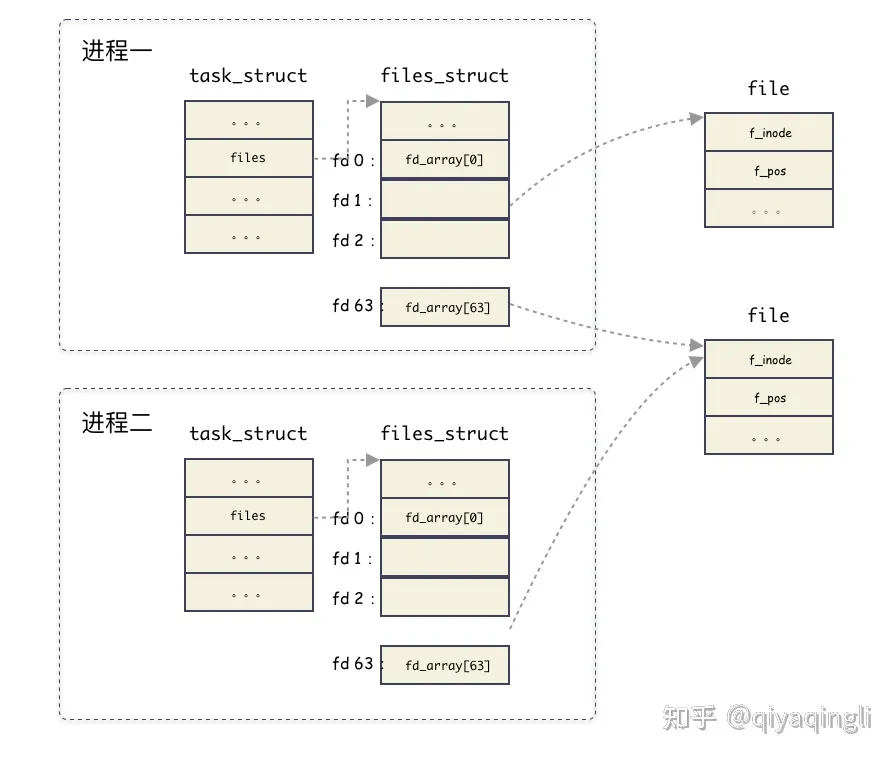 进程一
task_struct
files_struct
file
。。。
。。。
f_inode
files
fd 0 :
fd_array[0]
f_pos
。。。
fd 1 :
。。。
。。。
fd 2 :
fd 63 :
fd_array[63]
file
f_inode
f_pos
。。。
进程二
task_struct
files_struct
。。。
。。。
files
fd 0 :
fd_array[0]
。。。
fd 1 :
。。。
fd 2 :
fd 63 :
fd_array[63]
知乎 @qiyaqingli